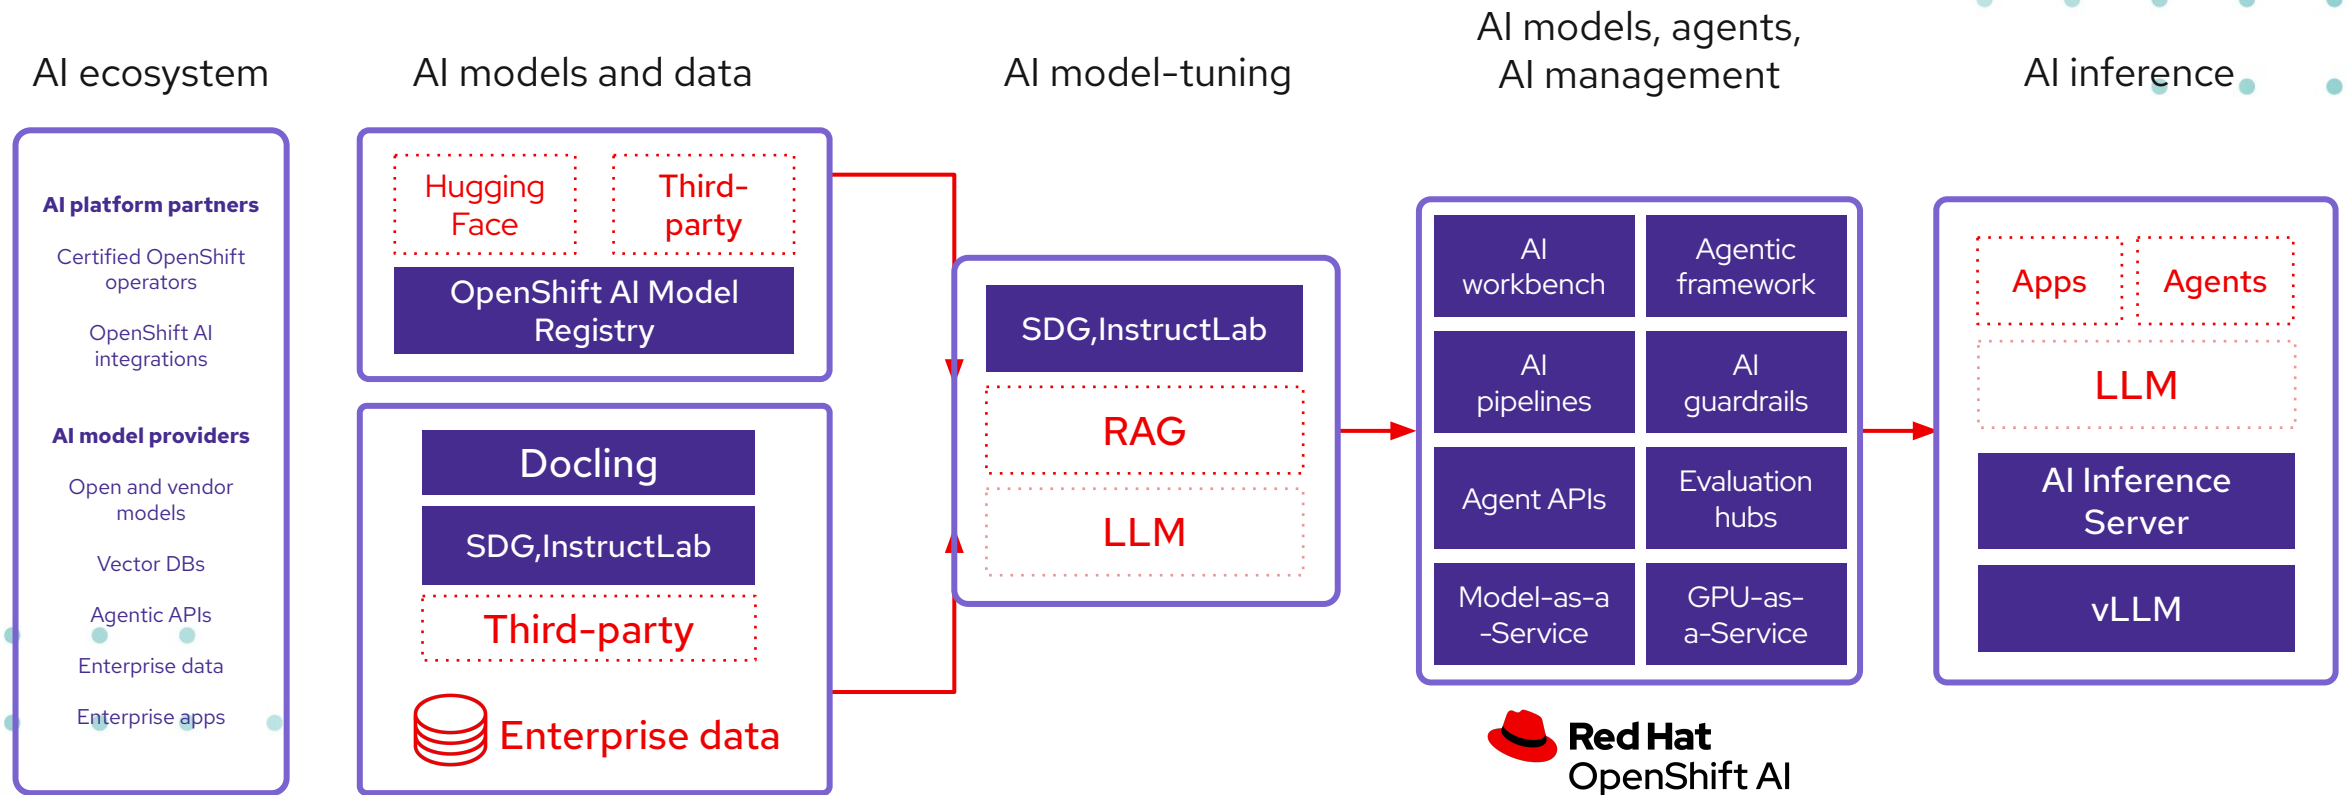 AI ecosystem
AI platform partners
Certified OpenShift
operators
OpenShift AI
integrations
AI model providers
Open and vendor
models
Vector DBs
Agentic APIs
Enterprise data
Enterprise apps
AI models and data
Hugging
Face
Third-
party
OpenShift AI Model
Registry
Docling
SDG,InstructLab
Third-party
Enterprise data
AI model-tuning
SDG,InstructLab
RAG
LLM
AI models, agents,
AI management
AI
workbench
Agentic
framework
AI
pipelines
AI
guardrails
Agent APIs
Evaluation
hubs
Model-as-a
-Service
GPU-as-
a-Service
Red Hat
OpenShift AI
AI inference
Apps
Agents
LLM
AI Inference
Server
vLLM